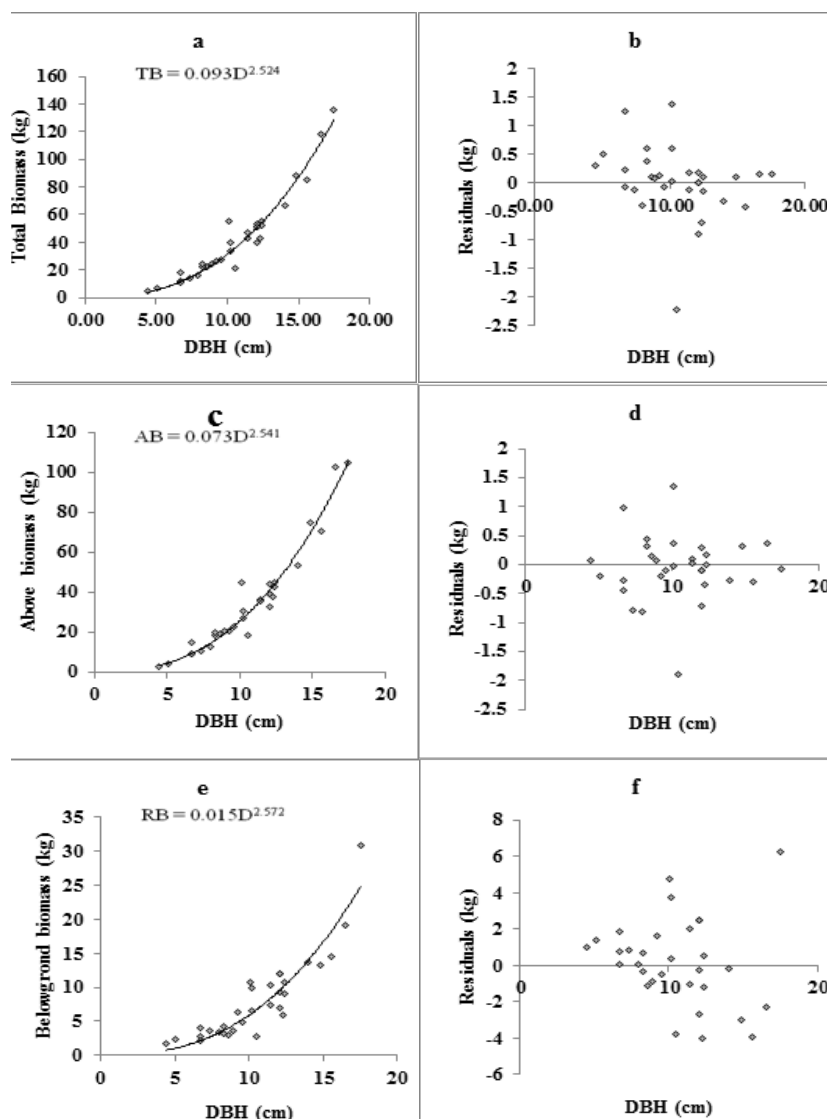 a
TB = 0.093D^2.524
160
140
120
100
80
60
40
20
0
0.00 5.00 10.00 15.00 20.00
Total Biomass (kg)
DBH (cm)
b
2
1.5
1
0.5
0
-0.5
-1
-1.5
-2
-2.5
0.00 10.00 20.00
Residuals (kg)
DBH (cm)
c
AB = 0.073D^2.541
120
100
80
60
40
20
0
0 5 10 15 20
Above biomass (kg)
DBH (cm)
d
2
1.5
1
0.5
0
-0.5
-1
-1.5
-2
-2.5
0 10 20
Residuals (kg)
DBH (cm)
e
RB = 0.015D^2.572
35
30
25
20
15
10
5
0
0 5 10 15 20
Belowgrond biomass (kg)
DBH (cm)
f
8
6
4
2
0
-2
-4
-6
0 10 20
Residuals (kg)
DBH (cm)